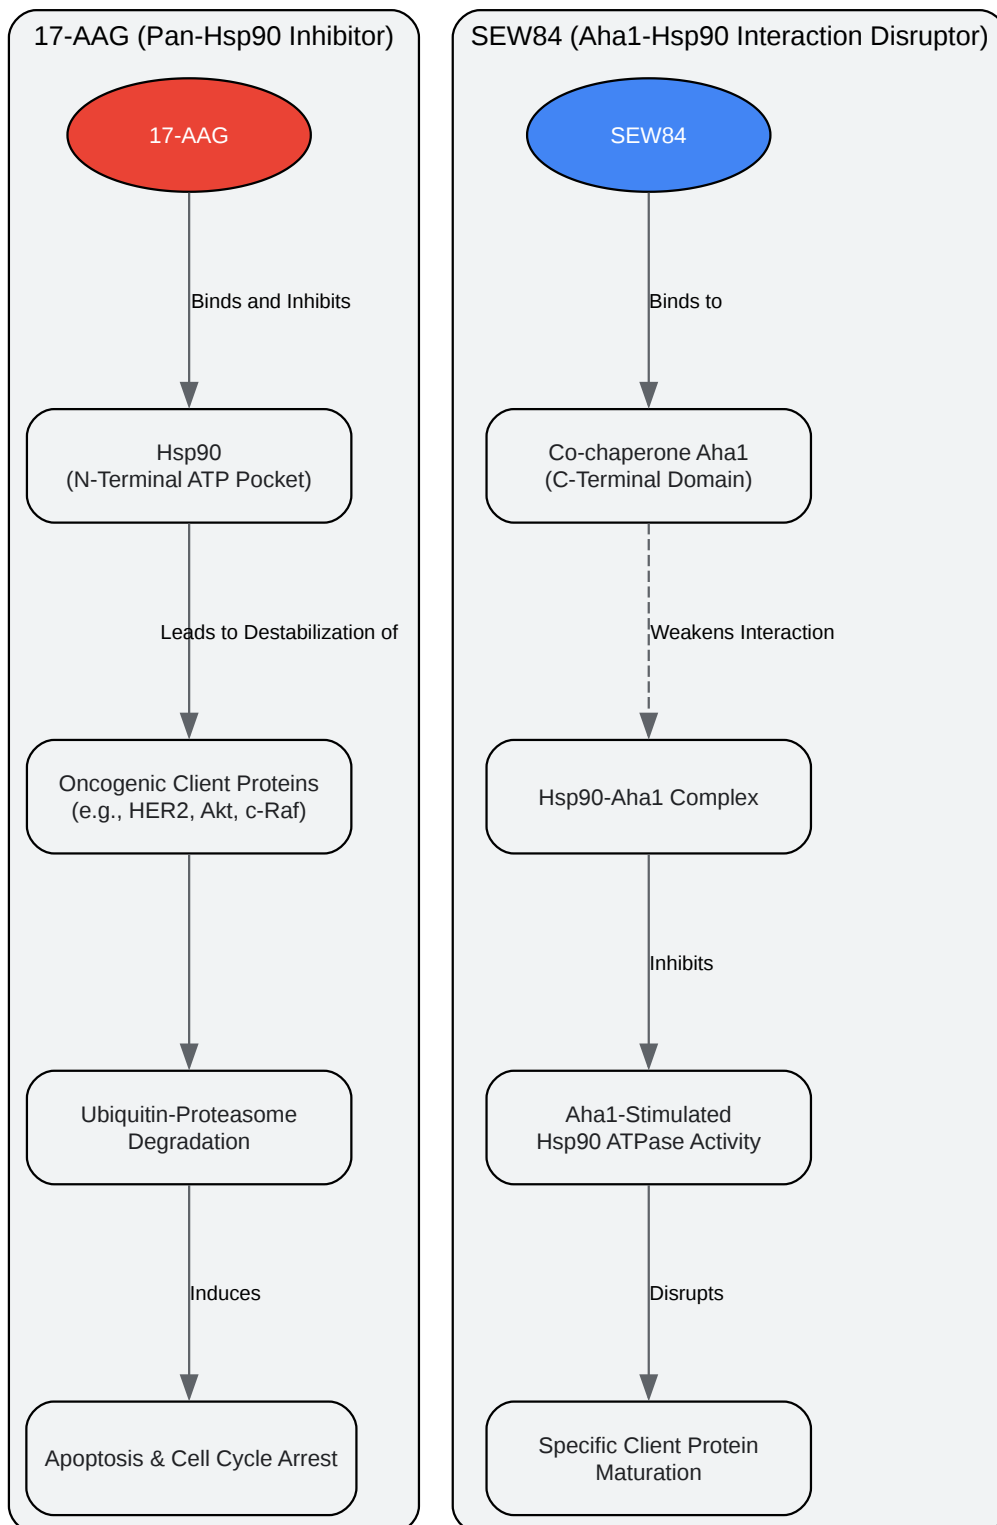 17-AAG (Pan-Hsp90 Inhibitor)
17-AAG
Binds and Inhibits
Hsp90
(N-Terminal ATP Pocket)
Leads to Destabilization of
Oncogenic Client Proteins
(e.g., HER2, Akt, c-Raf)
Ubiquitin-Proteasome
Degradation
Induces
Apoptosis & Cell Cycle Arrest
SEW84 (Aha1-Hsp90 Interaction Disruptor)
SEW84
Binds to
Co-chaperone Aha1
(C-Terminal Domain)
Weakens Interaction
Hsp90-Aha1 Complex
Inhibits
Aha1-Stimulated
Hsp90 ATPase Activity
Disrupts
Specific Client Protein
Maturation